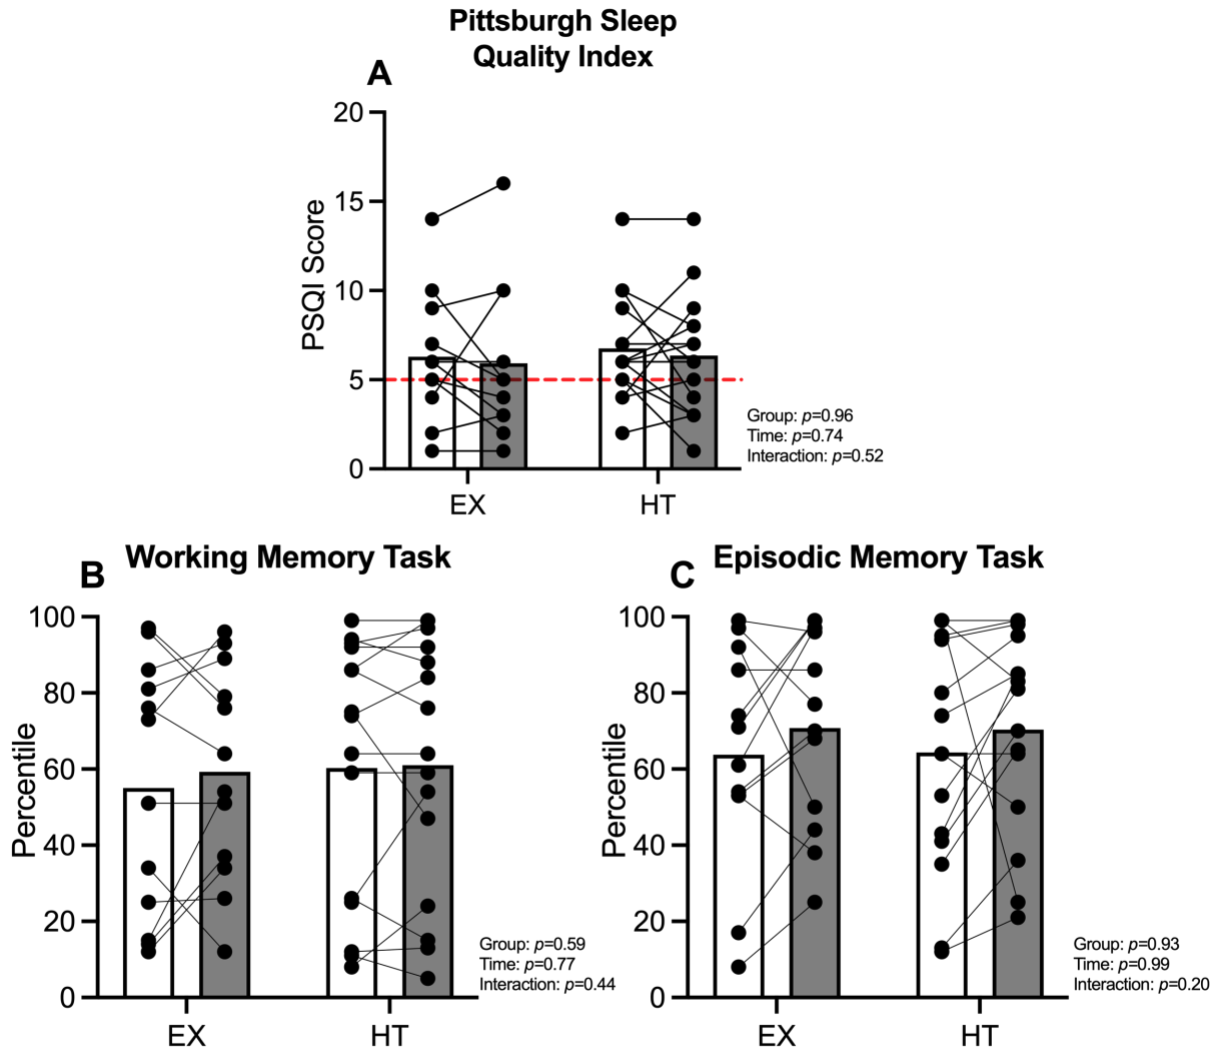 Pittsburgh Sleep
Quality Index
A
20
15
10
5
0
PSQI Score
EX
HT
Group: p=0.96
Time: p=0.74
Interaction: p=0.52
B
Working Memory Task
100
80
60
40
20
0
Percentile
EX
HT
Group: p=0.59
Time: p=0.77
Interaction: p=0.44
C
Episodic Memory Task
100
80
60
40
20
0
Percentile
EX
HT
Group: p=0.93
Time: p=0.99
Interaction: p=0.20